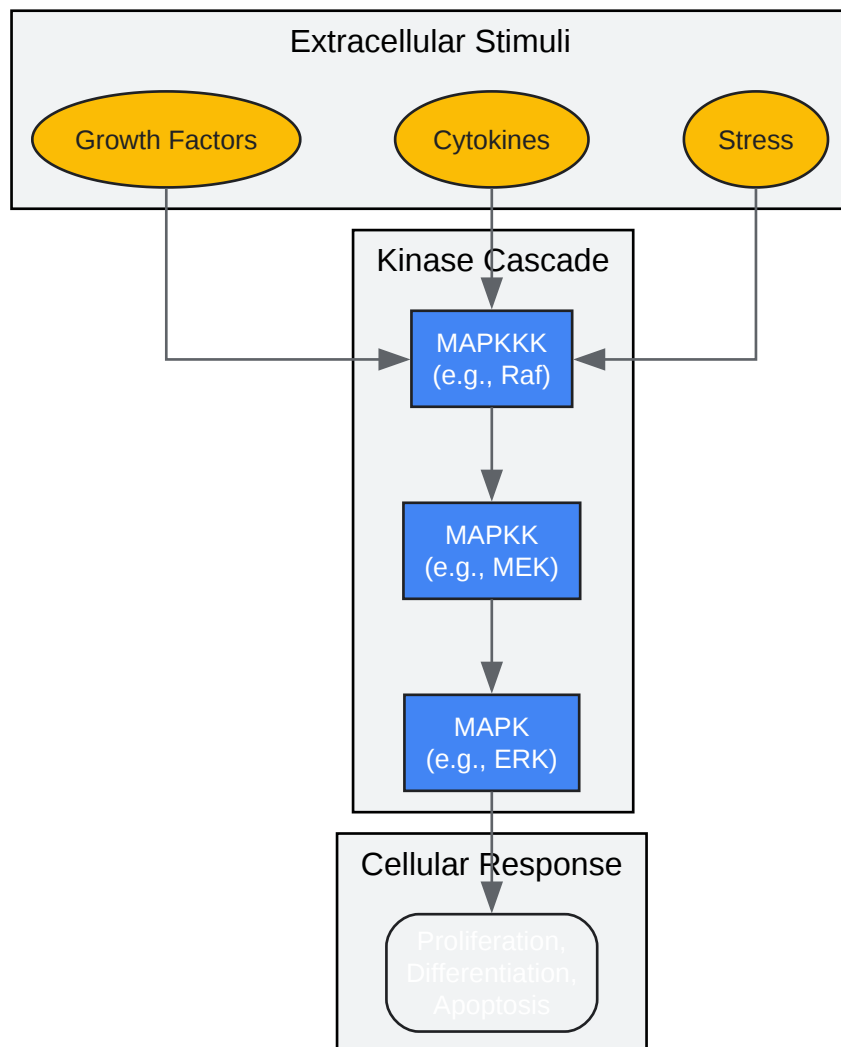 Extracellular Stimuli
Growth Factors
Cytokines
Stress
Kinase Cascade
MAPKKK
(e.g., Raf)
MAPKK
(e.g., MEK)
MAPK
(e.g., ERK)
Cellular Response
Proliferation,
Differentiation,
Apoptosis